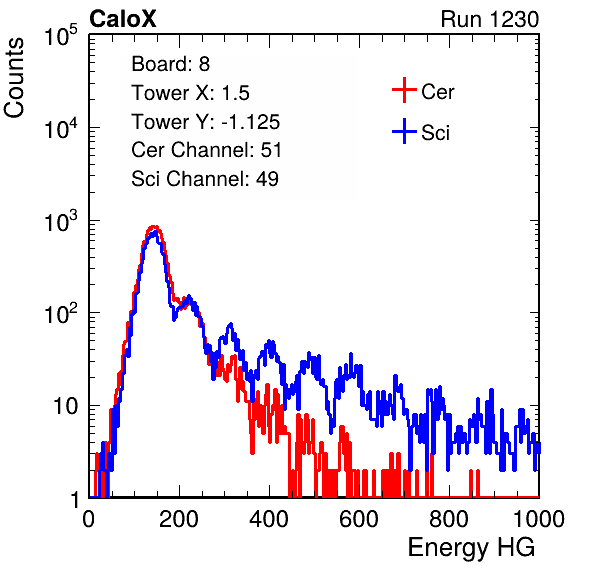 CaloX Run 1230
Counts
Board: 8
Tower X: 1.5
Tower Y: -1.125
Cer Channel: 51
Sci Channel: 49
Cer
Sci
10^5
10^4
10^3
10^2
10
1
0 200 400 600 800 1000
Energy HG